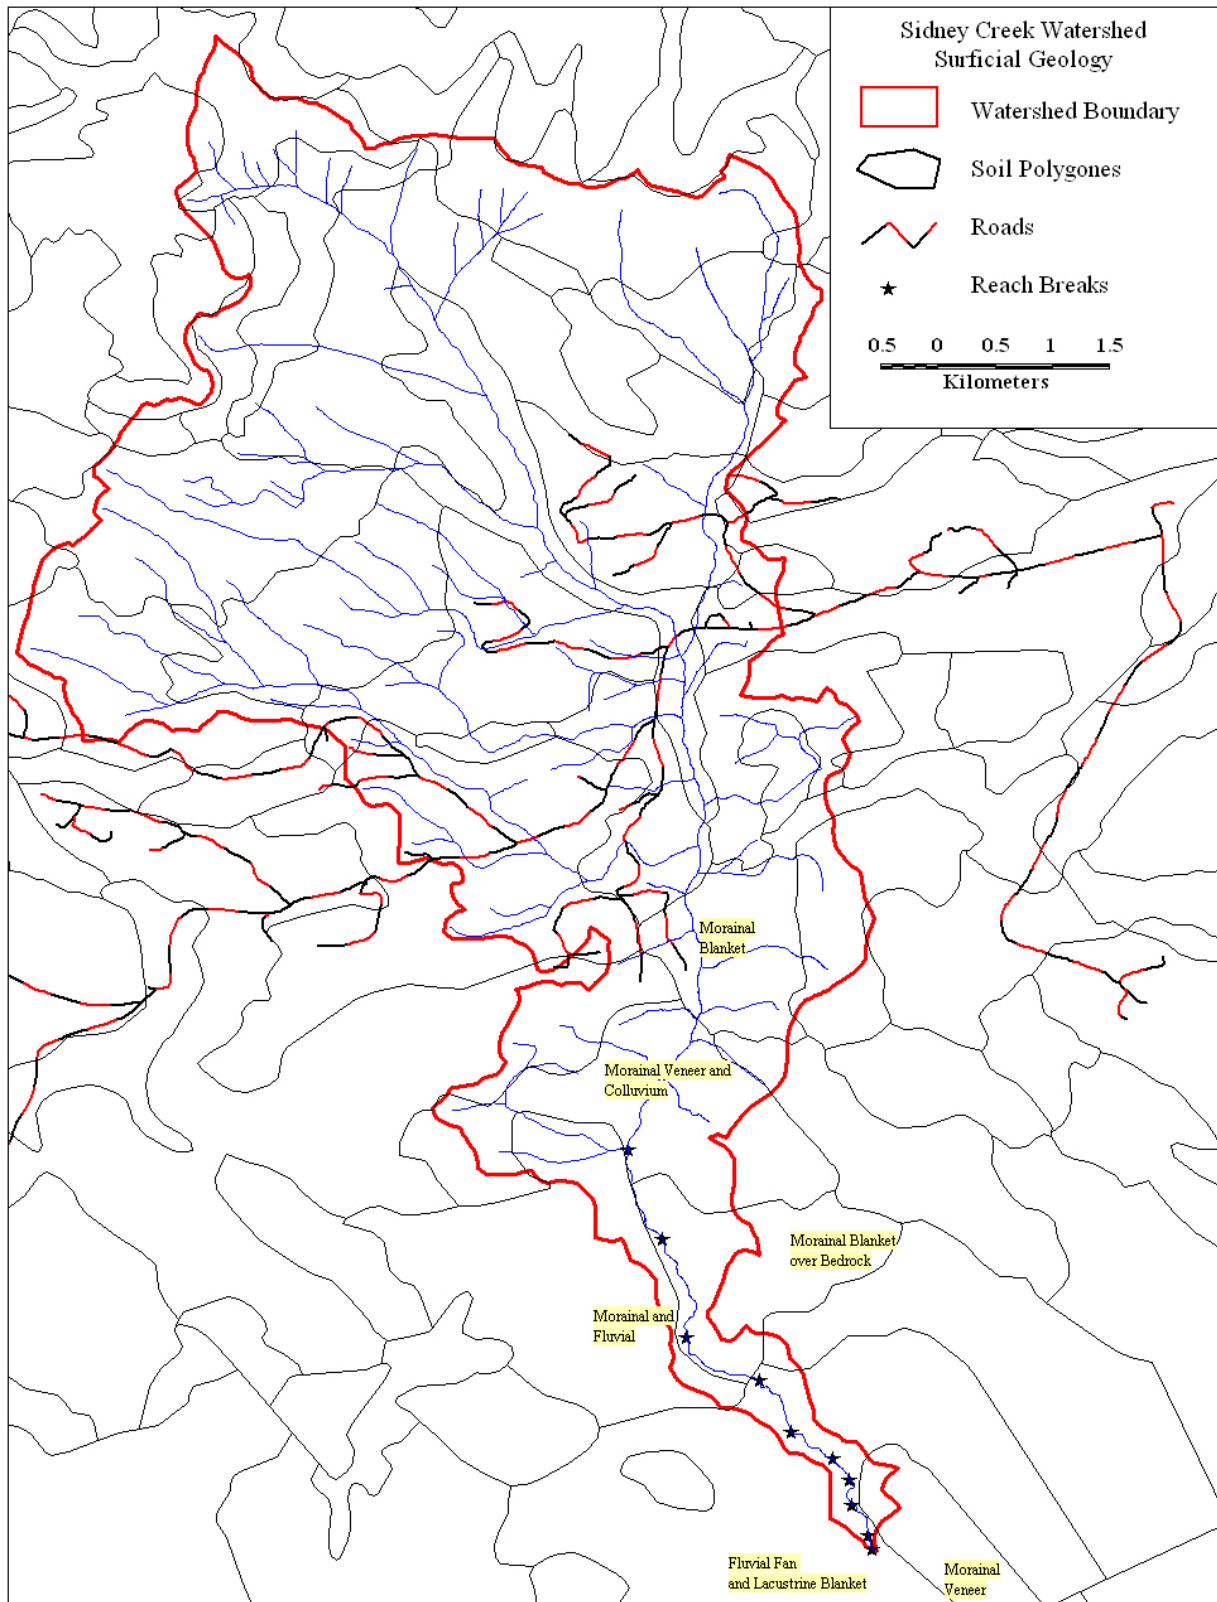 Sidney Creek Watershed
Surficial Geology
Watershed Boundary
Soil Polygones
Roads
Reach Breaks
0.5 0 0.5 1 1.5
Kilometers
Morainal
Blanket
Morainal Veneer and
Colluvium
Morainal Blanket
over Bedrock
Morainal and
Fluvial
Fluvial Fan
and Lacustrine Blanket
Morainal
Veneer